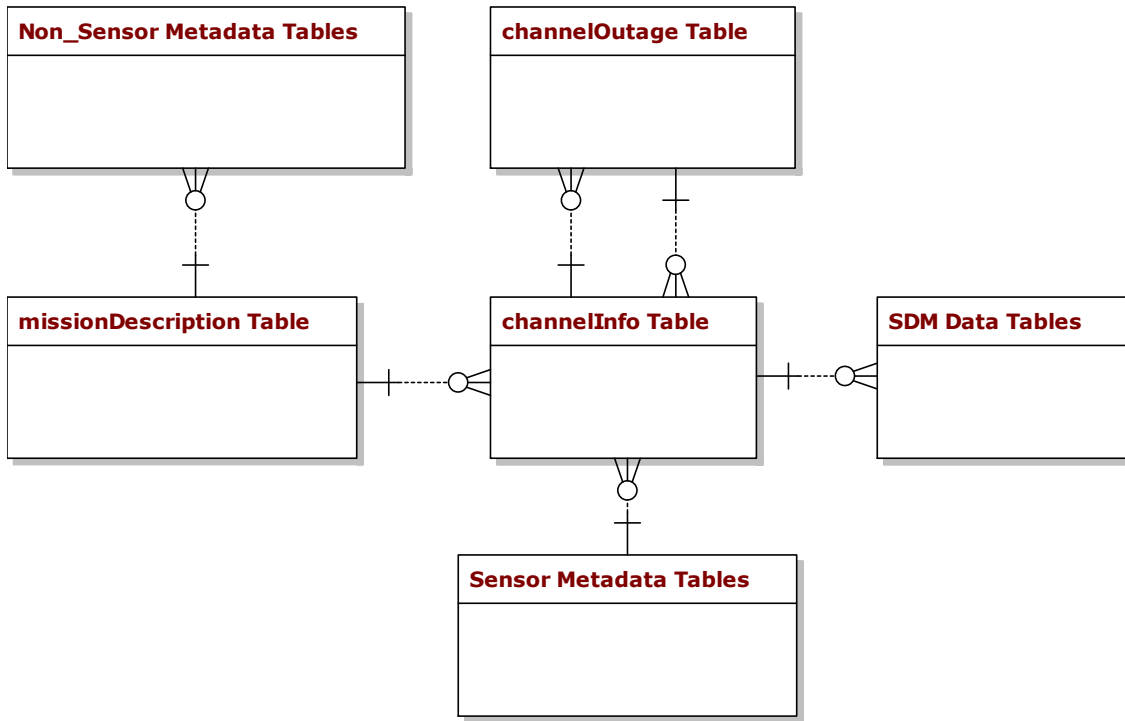 Non_Sensor Metadata Tables
channelOutage Table
missionDescription Table
channelInfo Table
SDM Data Tables
Sensor Metadata Tables